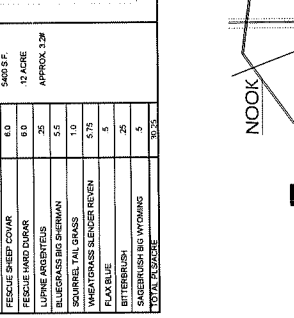 5400 S.F.
.12 ACRE
APPROX. 3.2#
FESCUE SHEEP COVAR 6.0
FESCUE HARD DURAR 6.0
LUPINE ARGENTEUS .25
BLUEGRASS BIG SHERMAN 5.5
SQUIRREL TAIL GRASS 1.0
WHEATGRASS SLENDER REVEN 5.75
FLAX BLUE .5
BITTERBRUSH .25
SAGEBRUISH BIG WYOMING .5
TOTAL PLS/ACRE 30.25
NOOK